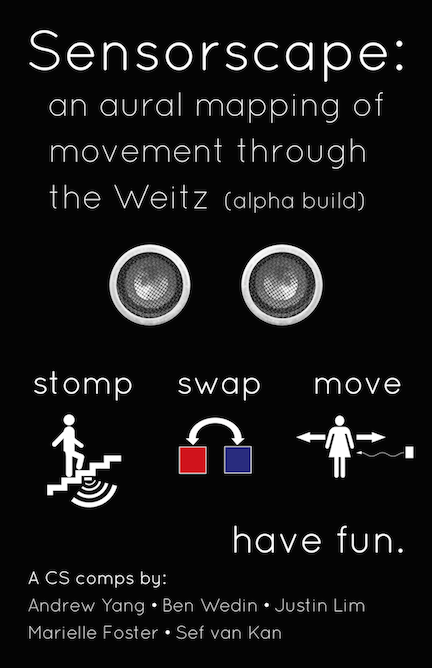 Sensorscape:
an aural mapping of
movement through
the Weitz (alpha build)
stomp swap move
have fun.
A CS comps by:
Andrew Yang • Ben Wedin • Justin Lim
Marielle Foster • Sef van Kan